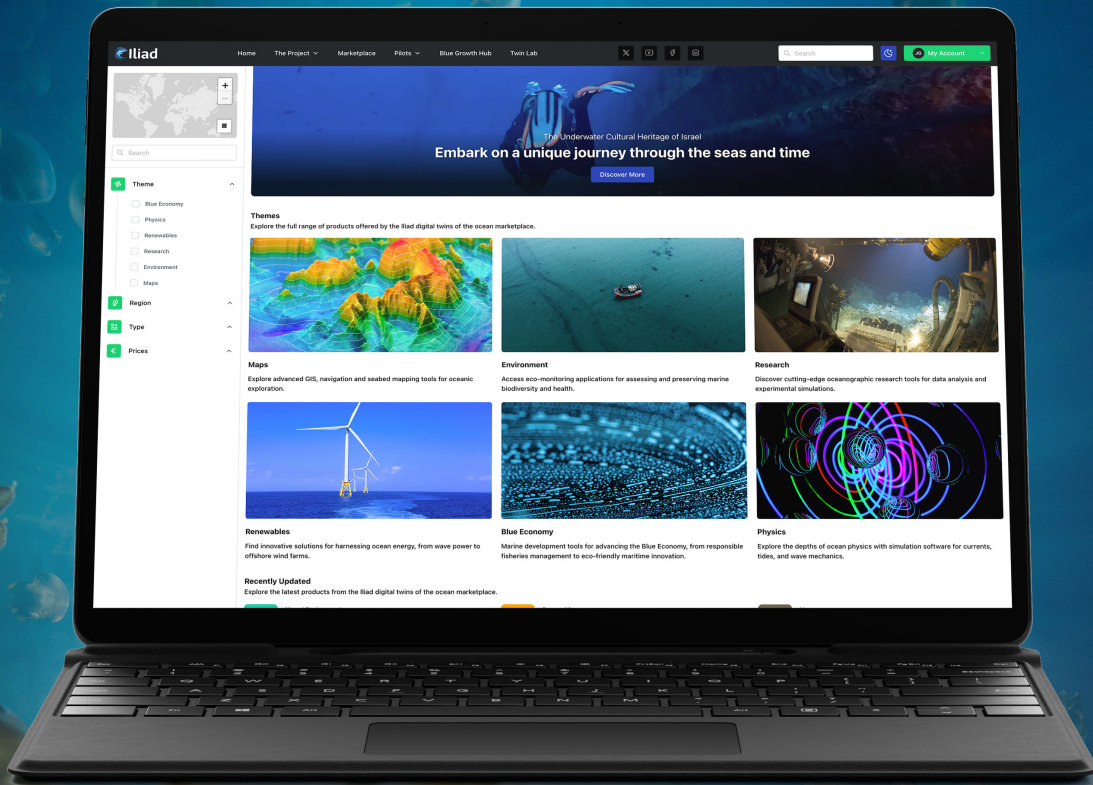 Iliad
Home The Project Marketplace Pilots Blue Growth Hub Twin Lab
Search
JG My Account
The Underwater Cultural Heritage of Israel
Embark on a unique journey through the seas and time
Discover More
Search
Theme
Blue Economy
Physics
Renewables
Research
Environment
Maps
Region
Type
Prices
Themes
Explore the full range of products offered by the Iliad digital twins of the ocean marketplace.
Maps
Explore advanced GIS, navigation and seabed mapping tools for oceanic
exploration.
Environment
Access eco-monitoring applications for assessing and preserving marine
biodiversity and health.
Research
Discover cutting-edge oceanographic research tools for data analysis and
experimental simulations.
Renewables
Find innovative solutions for harnessing ocean energy, from wave power to
offshore wind farms.
Blue Economy
Marine development tools for advancing the Blue Economy, from responsible
fisheries management to eco-friendly maritime innovation.
Physics
Explore the depths of ocean physics with simulation software for currents,
tides, and wave mechanics.
Recently Updated
Explore the latest products from the Iliad digital twins of the ocean marketplace.
Q W E R T Y U I O P
A S D F G H J K L
Fn Alt Alt